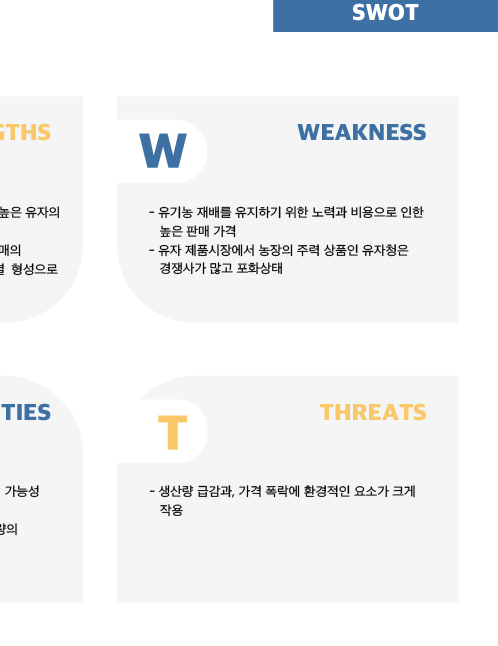 SWOT
GTHS
높은 유자의
매의
별 형성으로
W
WEAKNESS
- 유기농 재배를 유지하기 위한 노력과 비용으로 인한
높은 판매 가격
- 유자 제품시장에서 농장의 주력 상품인 유자청은
경쟁사가 많고 포화상태
TIES
가능성
량의
T
THREATS
- 생산량 급감과, 가격 폭락에 환경적인 요소가 크게
작용